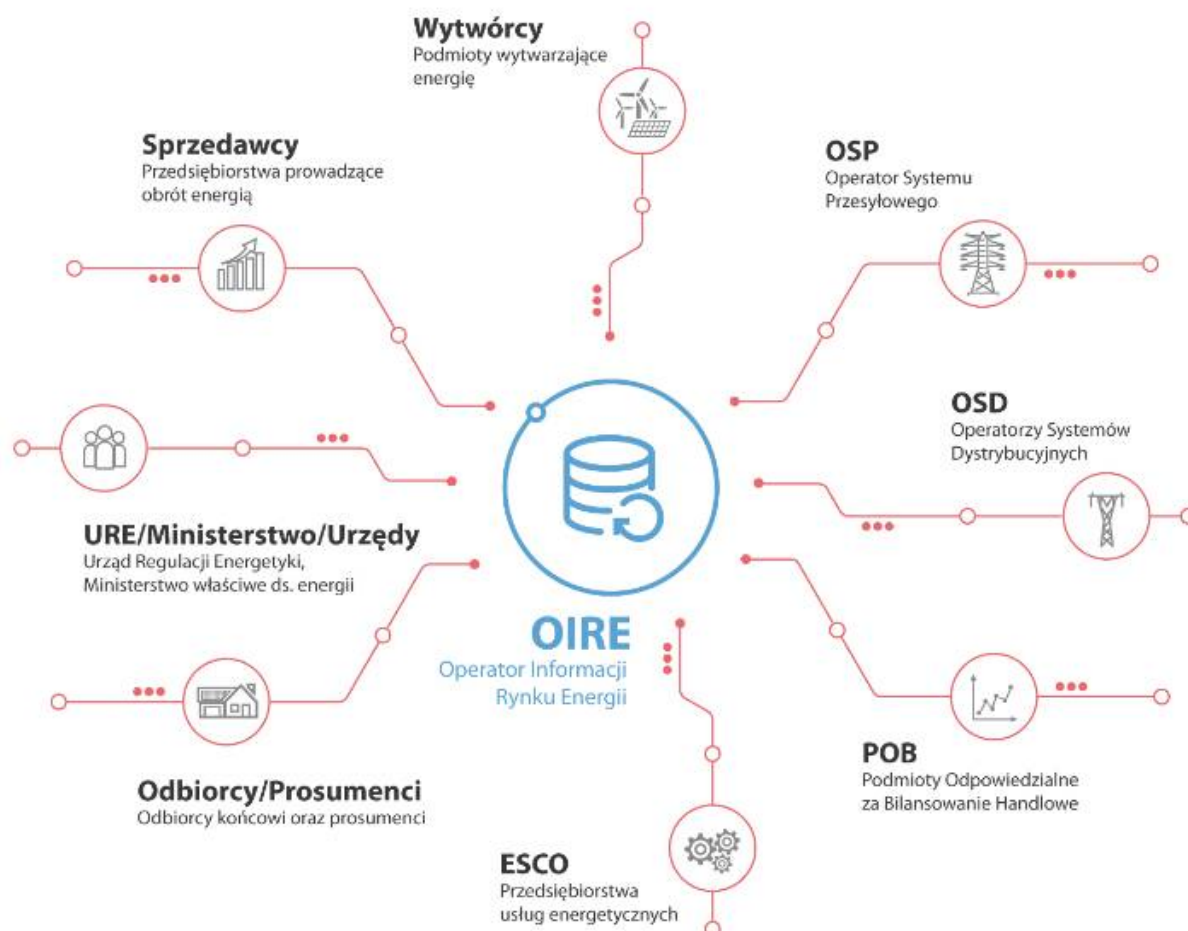 Wytwórcy
Podmioty wytwarzające
energię
Sprzedawcy
Przedsiębiorstwa prowadzące
obrót energią
OSP
Operator Systemu
Przesyłowego
OSD
Operatorzy Systemów
Dystrybucyjnych
URE/Ministerstwo/Urzędy
Urząd Regulacji Energetyki,
Ministerstwo właściwe ds. energii
OIRE
Operator Informacji
Rynku Energii
Odbiorcy/Prosumenci
Odbiorcy końcowi oraz prosumenci
POB
Podmioty Odpowiedzialne
za Bilansowanie Handlowe
ESCO
Przedsiębiorstwa
usług energetycznych